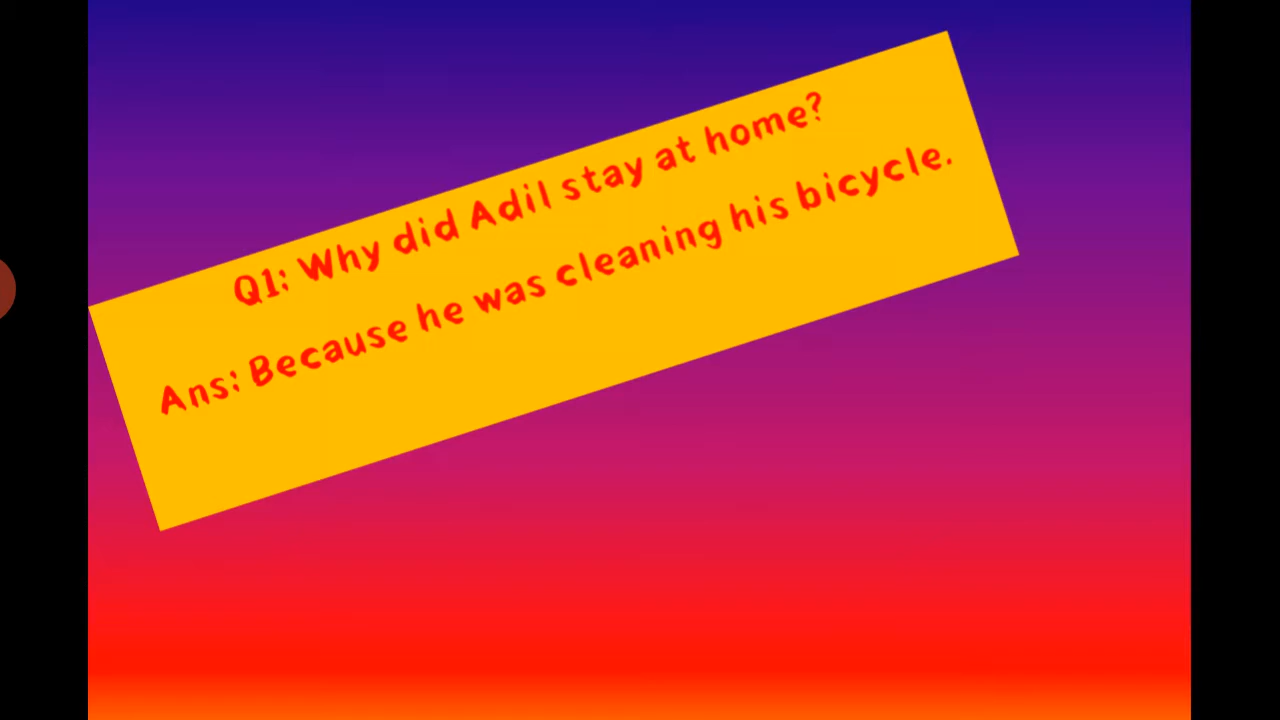 Q1: Why did Adil stay at home?
Ans: Because he was cleaning his bicycle.